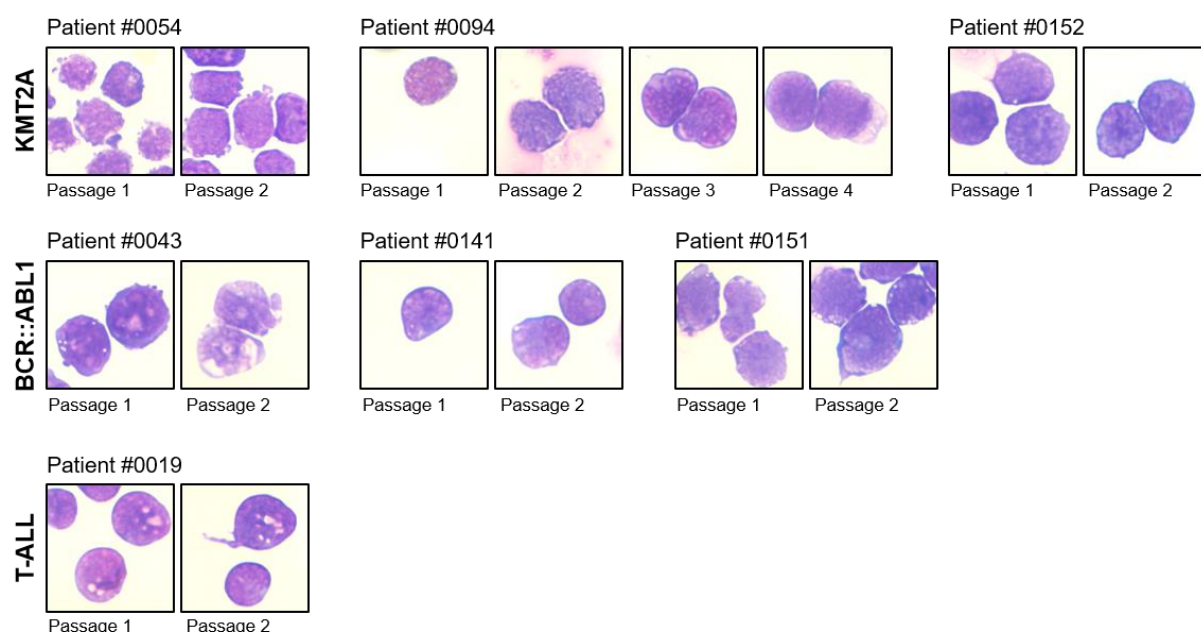 Patient #0054
Patient #0094
Patient #0152
KMT2A
Passage 1
Passage 2
Passage 1
Passage 2
Passage 3
Passage 4
Passage 1
Passage 2
Patient #0043
Patient #0141
Patient #0151
BCR::ABL1
Passage 1
Passage 2
Passage 1
Passage 2
Passage 1
Passage 2
Patient #0019
T-ALL
Passage 1
Passage 2